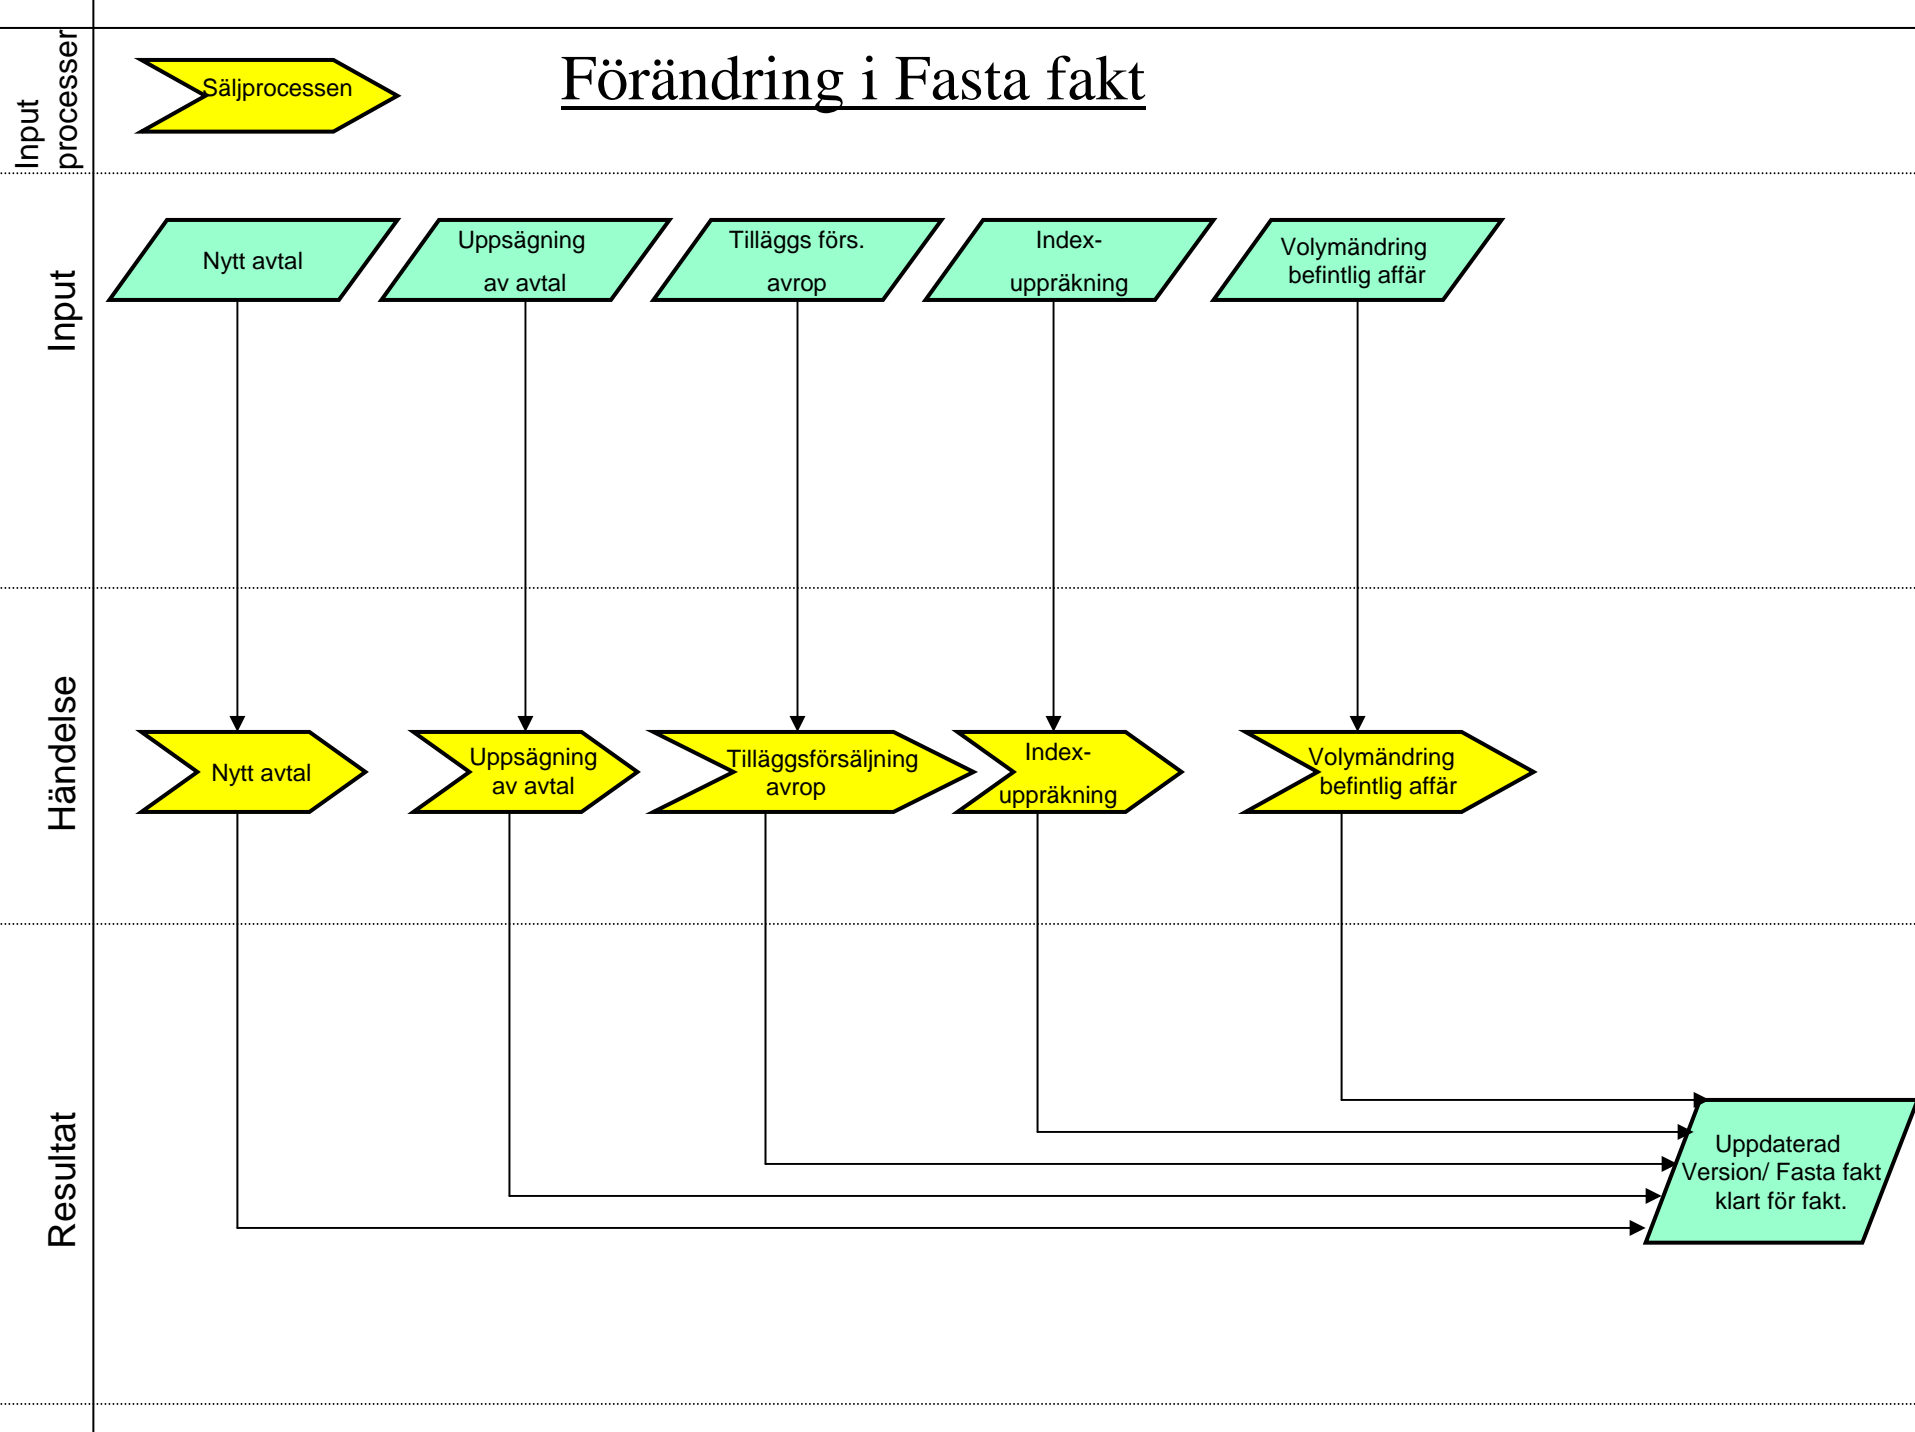 Input
processer
Säljprocessen
Förändring i Fasta fakt
Input
Nytt avtal
Uppsägning
av avtal
Tilläggs förs.
avrop
Index-
uppräkning
Volymändring
befintlig affär
Händelse
Nytt avtal
Uppsägning
av avtal
Tilläggsförsäljning
avrop
Index-
uppräkning
Volymändring
befintlig affär
Resultat
Uppdaterad
Version/ Fasta fakt
klart för fakt.